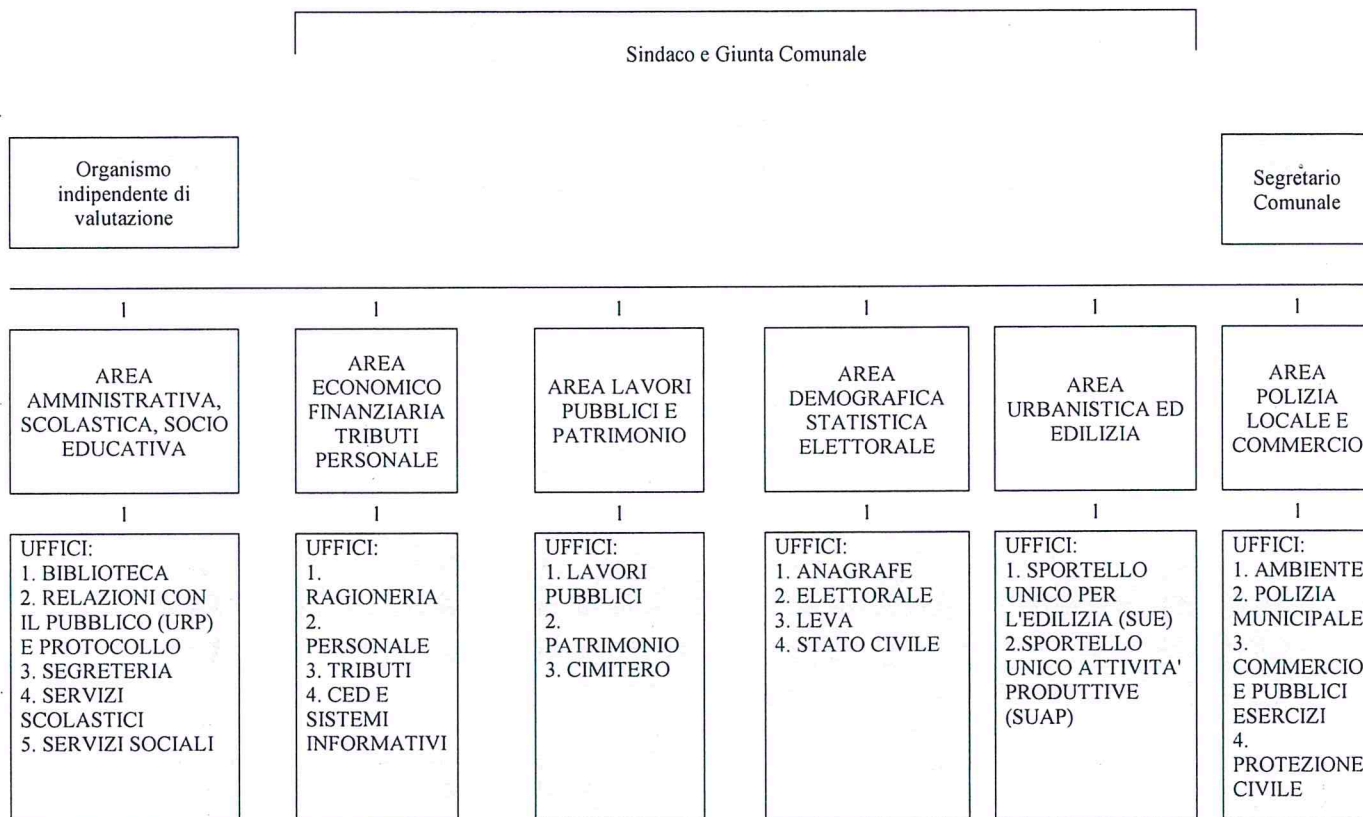 Sindaco e Giunta Comunale
Organismo
indipendente di
valutazione
Segretario
Comunale
1
1
1
1
1
1
AREA
AMMINISTRATIVA,
SCOLASTICA, SOCIO
EDUCATIVA
AREA
ECONOMICO
FINANZIARIA
TRIBUTI
PERSONALE
AREA LAVORI
PUBBLICI E
PATRIMONIO
AREA
DEMOGRAFICA
STATISTICA
ELETTORALE
AREA
URBANISTICA ED
EDILIZIA
AREA
POLIZIA
LOCALE E
COMMERCIO
1
1
1
1
1
1
UFFICI:
1. BIBLIOTECA
2. RELAZIONI CON
IL PUBBLICO (URP)
E PROTOCOLLO
3. SEGRETERIA
4. SERVIZI
SCOLASTICI
5. SERVIZI SOCIALI
UFFICI:
1.
RAGIONERIA
2.
PERSONALE
3. TRIBUTI
4. CED E
SISTEMI
INFORMATIVI
UFFICI:
1. LAVORI
PUBBLICI
2.
PATRIMONIO
3. CIMITERO
UFFICI:
1. ANAGRAFE
2. ELETTORALE
3. LEVA
4. STATO CIVILE
UFFICI:
1. SPORTELLO
UNICO PER
L'EDILIZIA (SUE)
2.SPORTELLO
UNICO ATTIVITA'
PRODUTTIVE
(SUAP)
UFFICI:
1. AMBIENTE
2. POLIZIA
MUNICIPALE
3.
COMMERCIO
E PUBBLICI
ESERCIZI
4.
PROTEZIONE
CIVILE